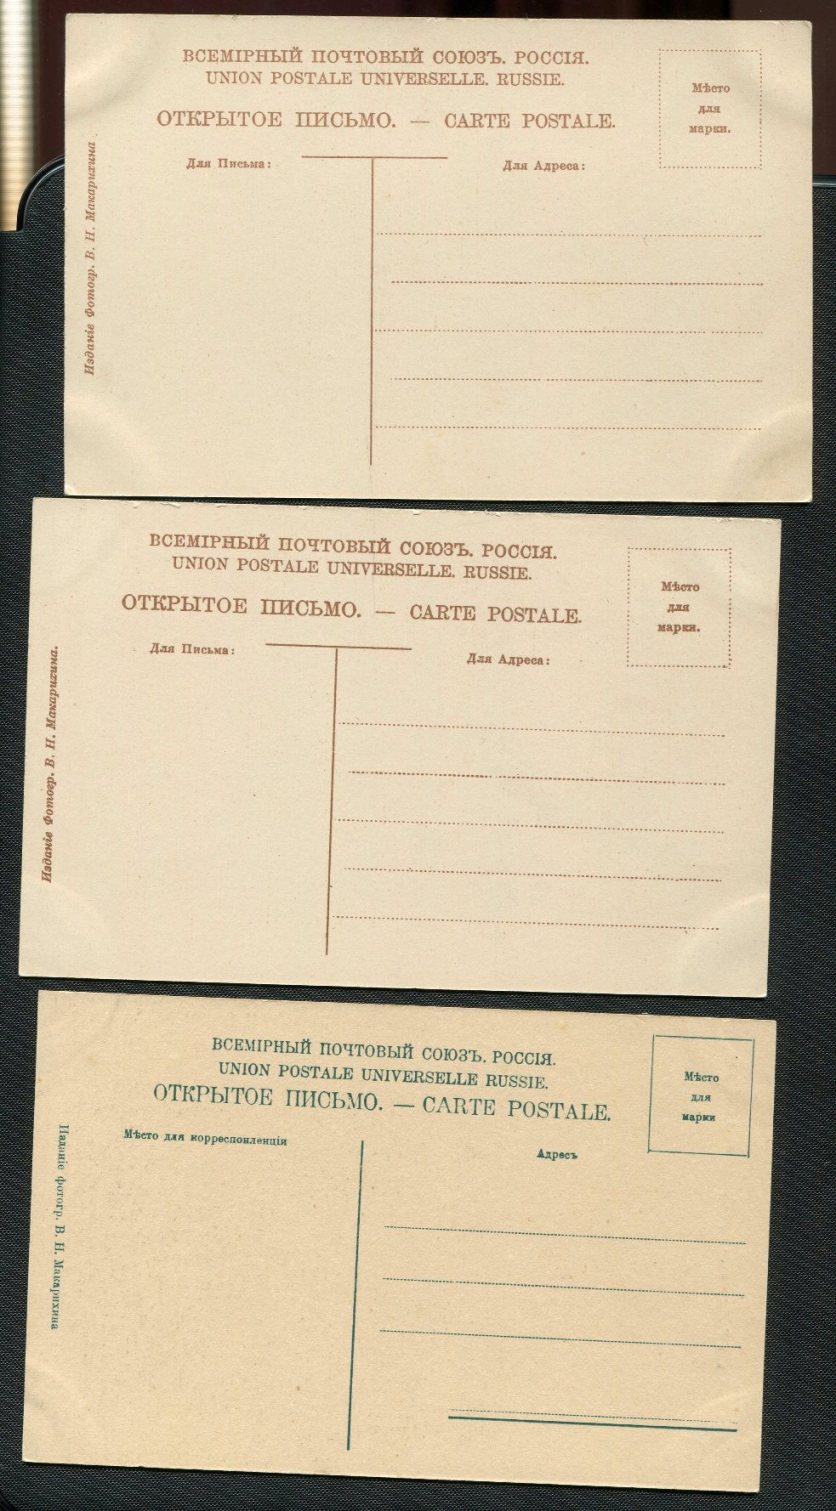 ВСЕМІРНЫЙ ПОЧТОВЫЙ СОЮЗЪ. РОССІЯ.
UNION POSTALE UNIVERSELLE. RUSSIE.
ОТКРЫТОЕ ПИСЬМО. — CARTE POSTALE.
Мѣсто
для
марки.
Для Письма:
Для Адреса:
Изданіе Фотогр. В. Н. Макарихина
ВСЕМІРНЫЙ ПОЧТОВЫЙ СОЮЗЪ. РОССІЯ.
UNION POSTALE UNIVERSELLE. RUSSIE.
ОТКРЫТОЕ ПИСЬМО. — CARTE POSTALE.
Мѣсто
для
марки.
Для Письма:
Для Адреса:
Изданіе Фотогр. В. Н. Макарихина.
ВСЕМІРНЫЙ ПОЧТОВЫЙ СОЮЗЪ. РОССІЯ.
UNION POSTALE UNIVERSELLE RUSSIE.
ОТКРЫТОЕ ПИСЬМО. — CARTE POSTALE.
Мѣсто
для
марки
Мѣсто для корреспонденціи
Адресъ
Изданіе фотогр. В. Н. Макарихина